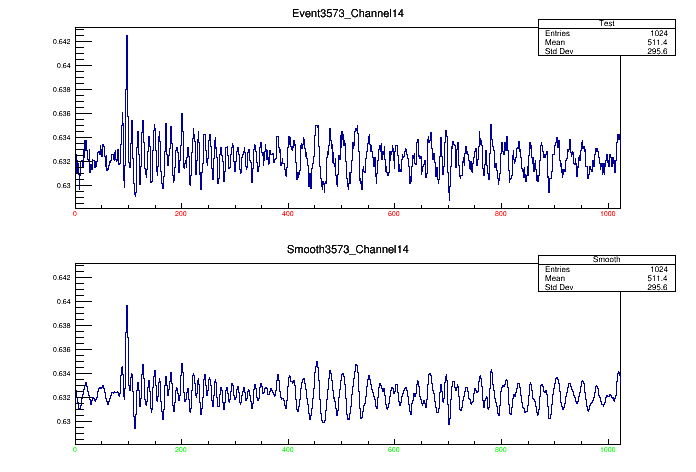 Event3573_Channel14
Test
Entries 1024
Mean 511.4
Std Dev 295.6
0.642
0.64
0.638
0.636
0.634
0.632
0.63
0 200 400 600 800 1000
Smooth3573_Channel14
Smooth
Entries 1024
Mean 511.4
Std Dev 295.6
0.642
0.64
0.638
0.636
0.634
0.632
0.63
0 200 400 600 800 1000